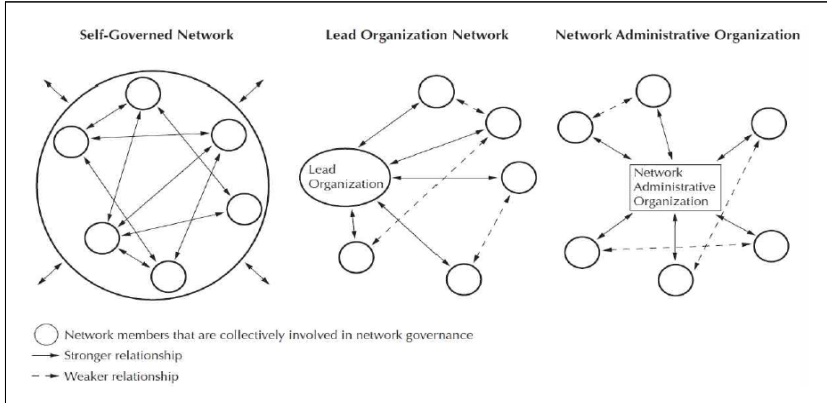 Self-Governed Network
Lead Organization Network
Network Administrative Organization
Lead
Organization
Network
Administrative
Organization
Network members that are collectively involved in network governance
Stronger relationship
Weaker relationship